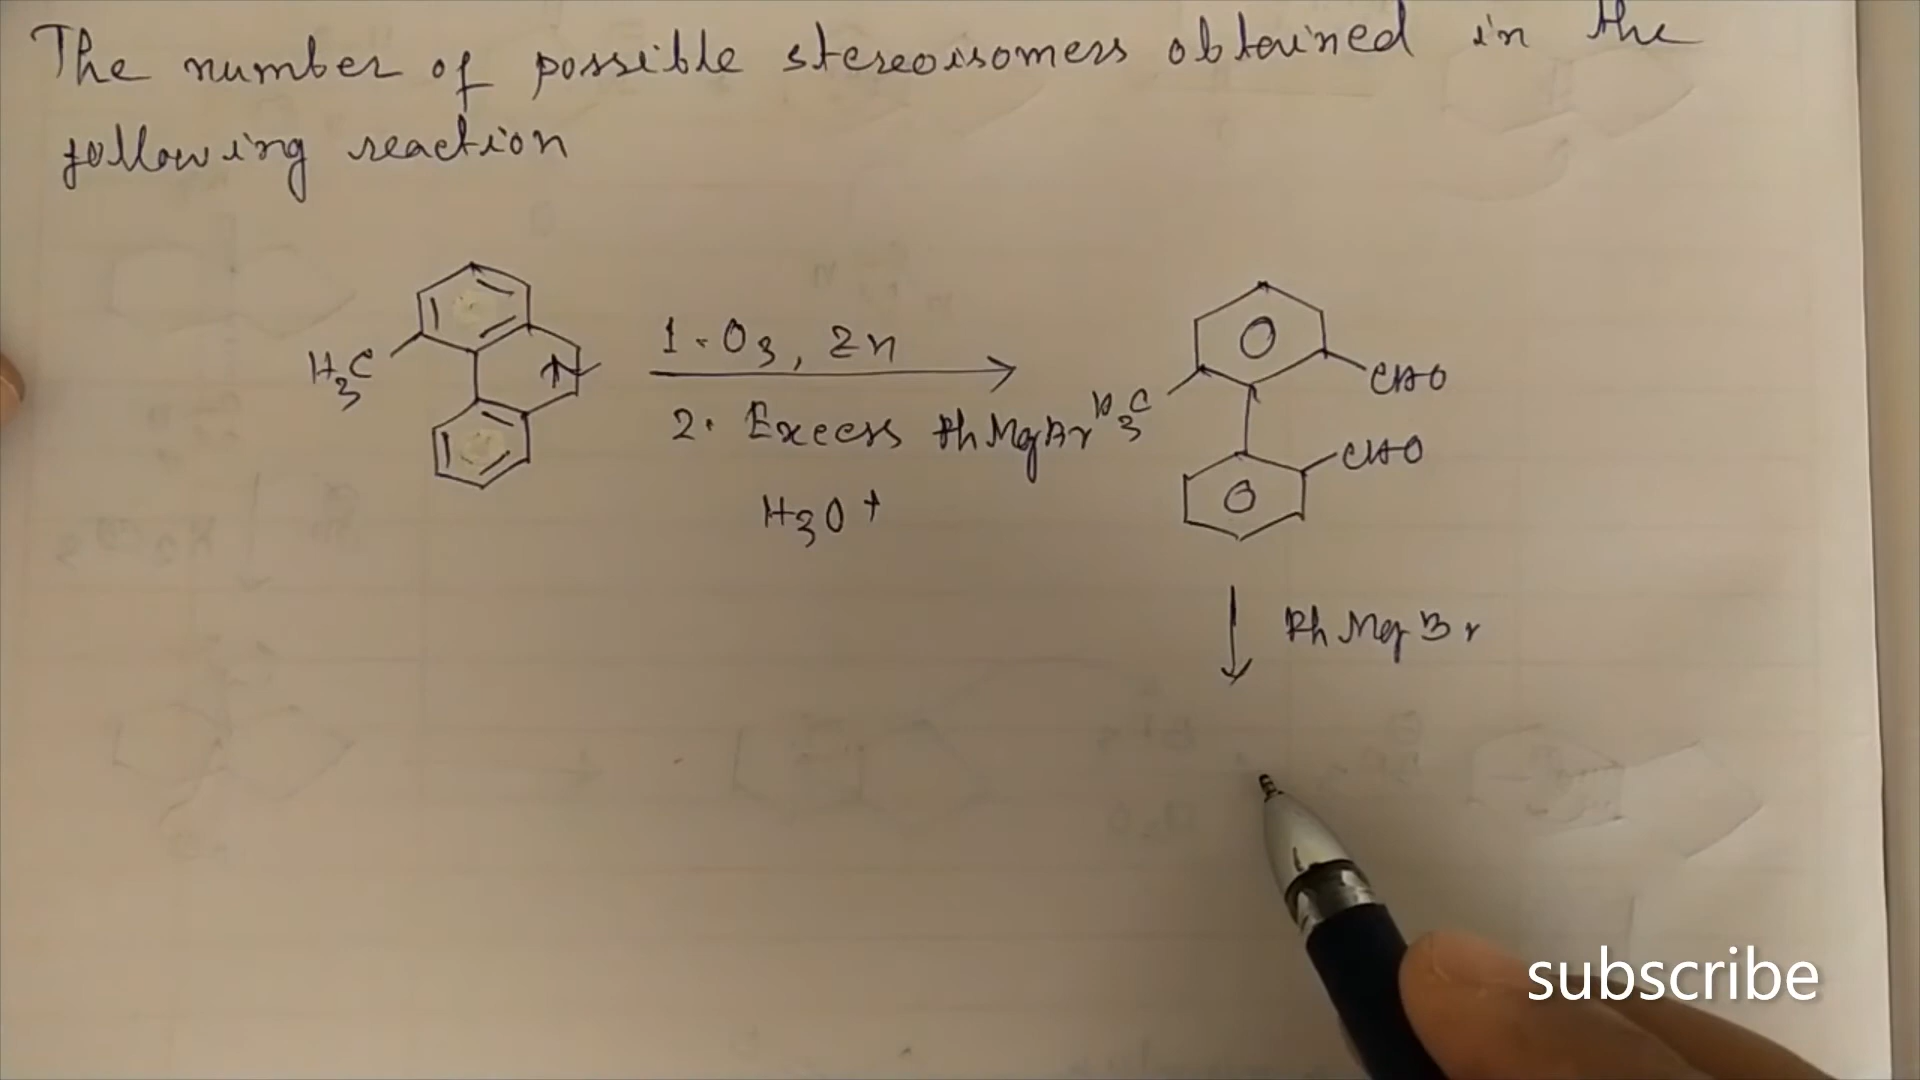 The number of possible stereoisomers obtained in the
following reaction
H3C
1. O3, Zn
2. Excess PhMgBr
H3O+
H3C
CHO
CHO
PhMgBr
subscribe